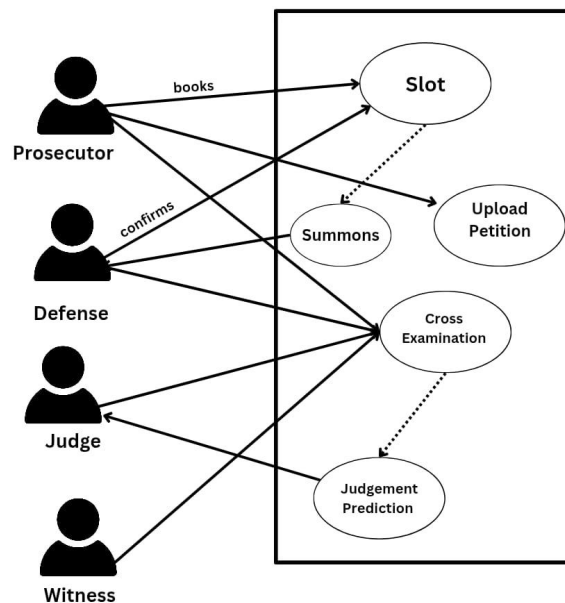 books
Slot
Prosecutor
Upload
Petition
confirms
Summons
Defense
Cross
Examination
Judge
Judgement
Prediction
Witness